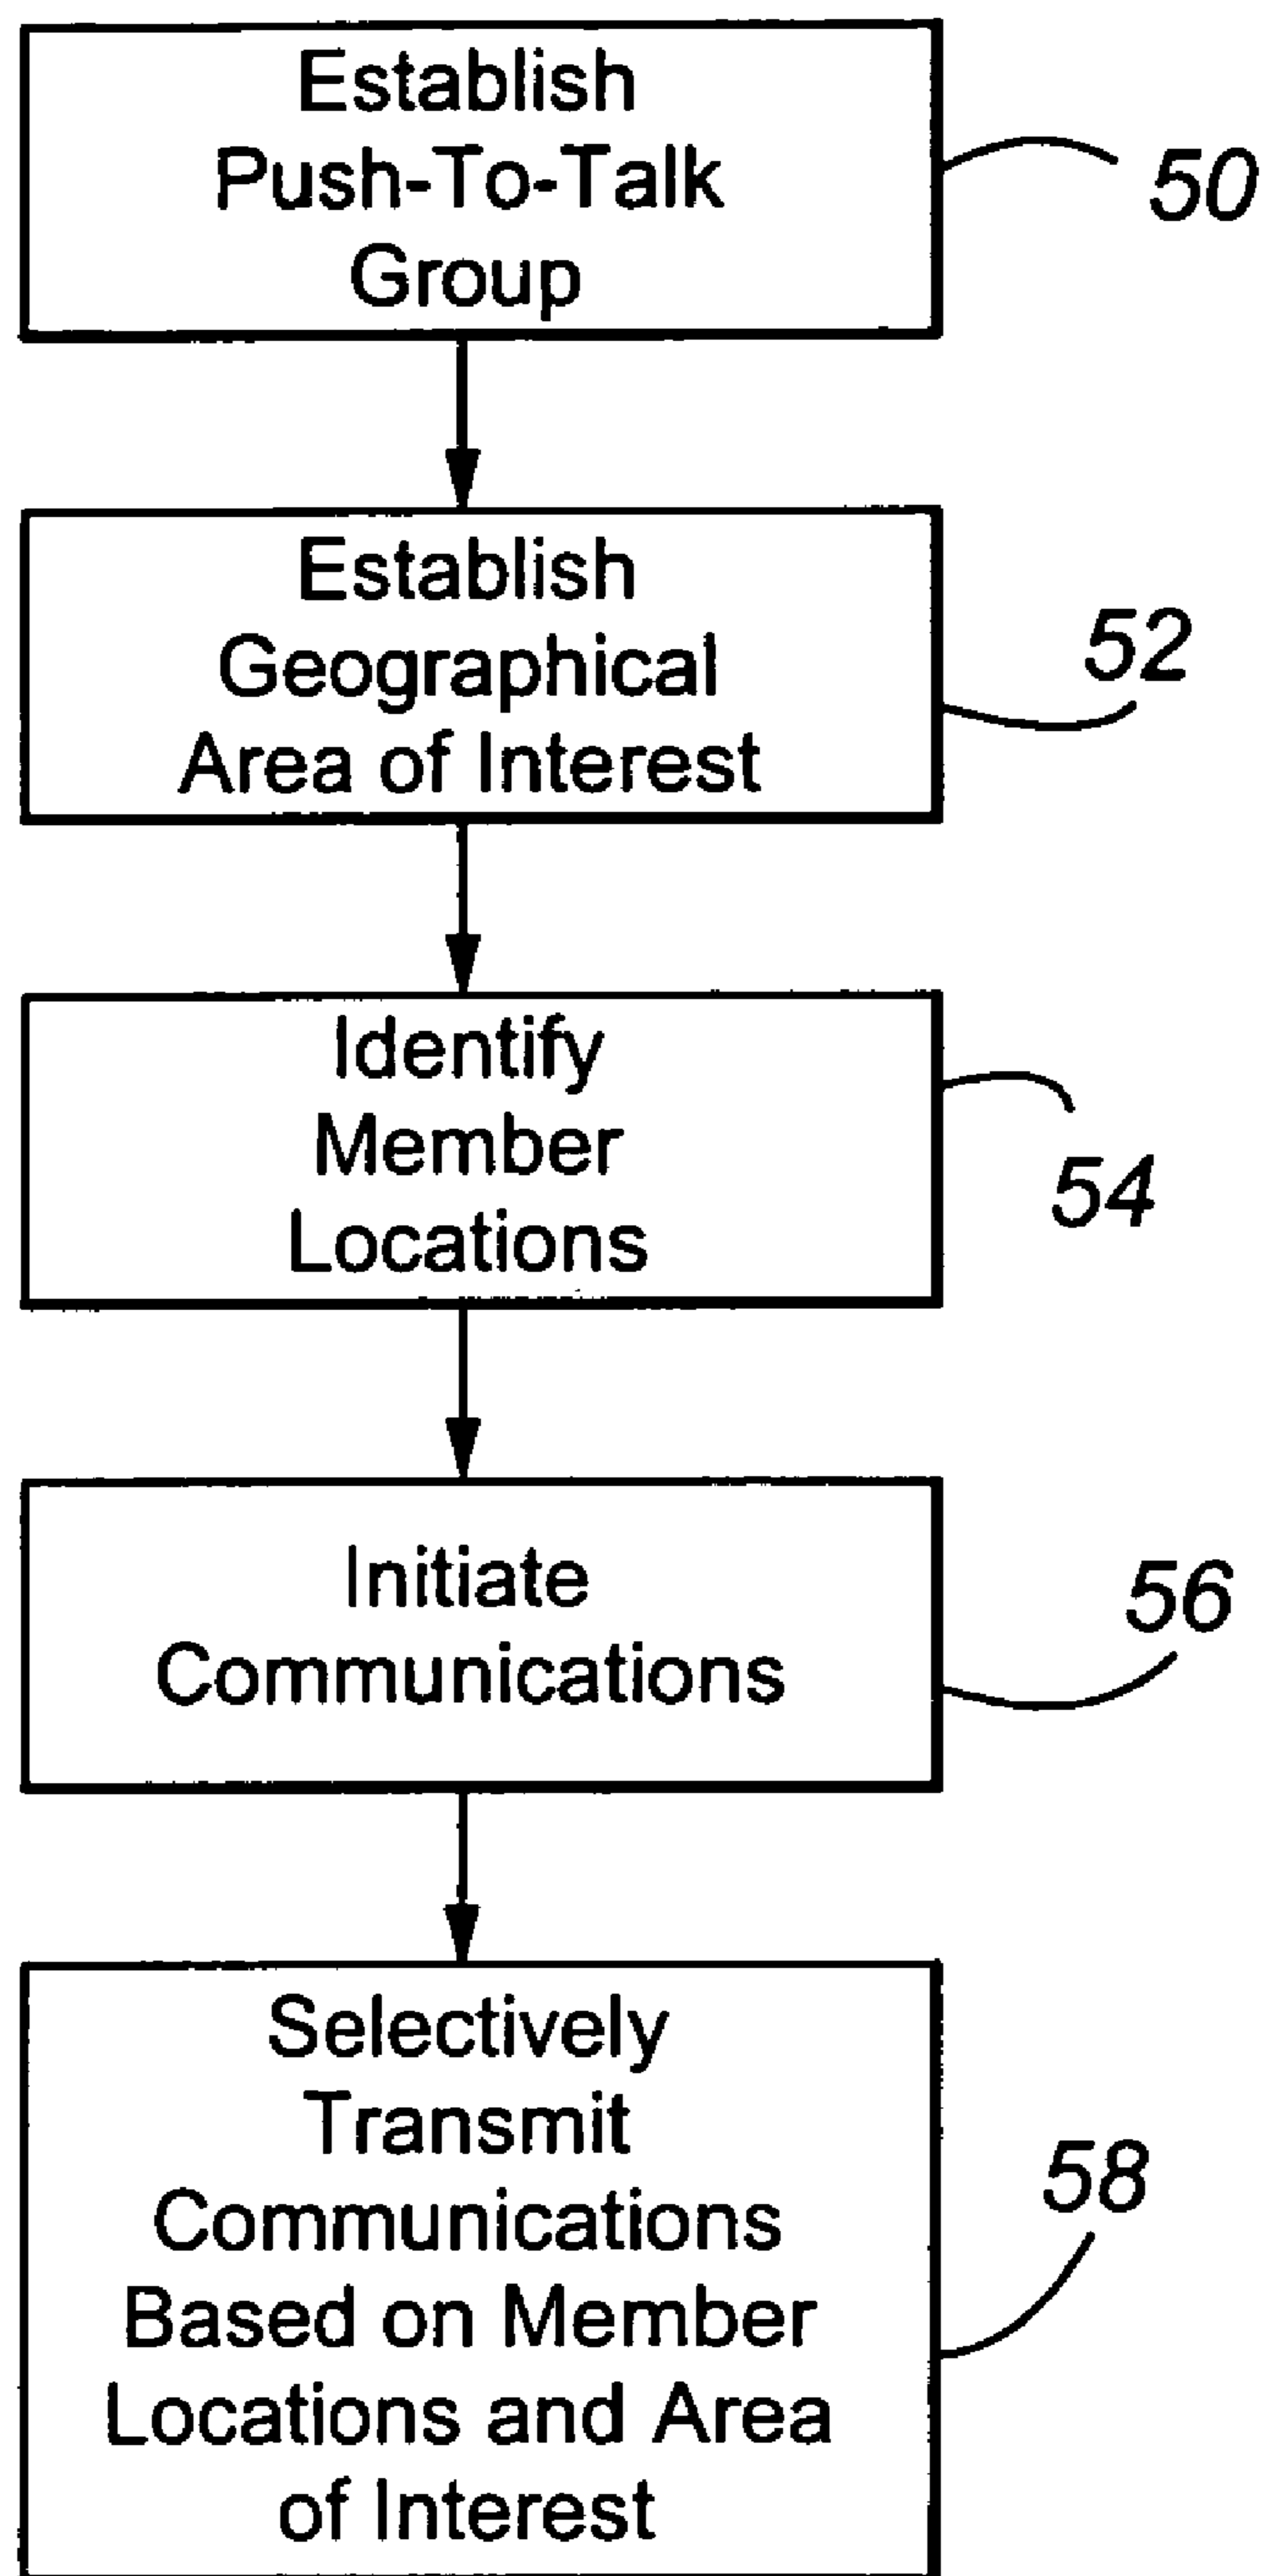 Establish
Push-To-Talk
Group
50
Establish
Geographical
Area of Interest
52
Identify
Member
Locations
54
Initiate
Communications
56
Selectively
Transmit
Communications
Based on Member
Locations and Area
of Interest
58